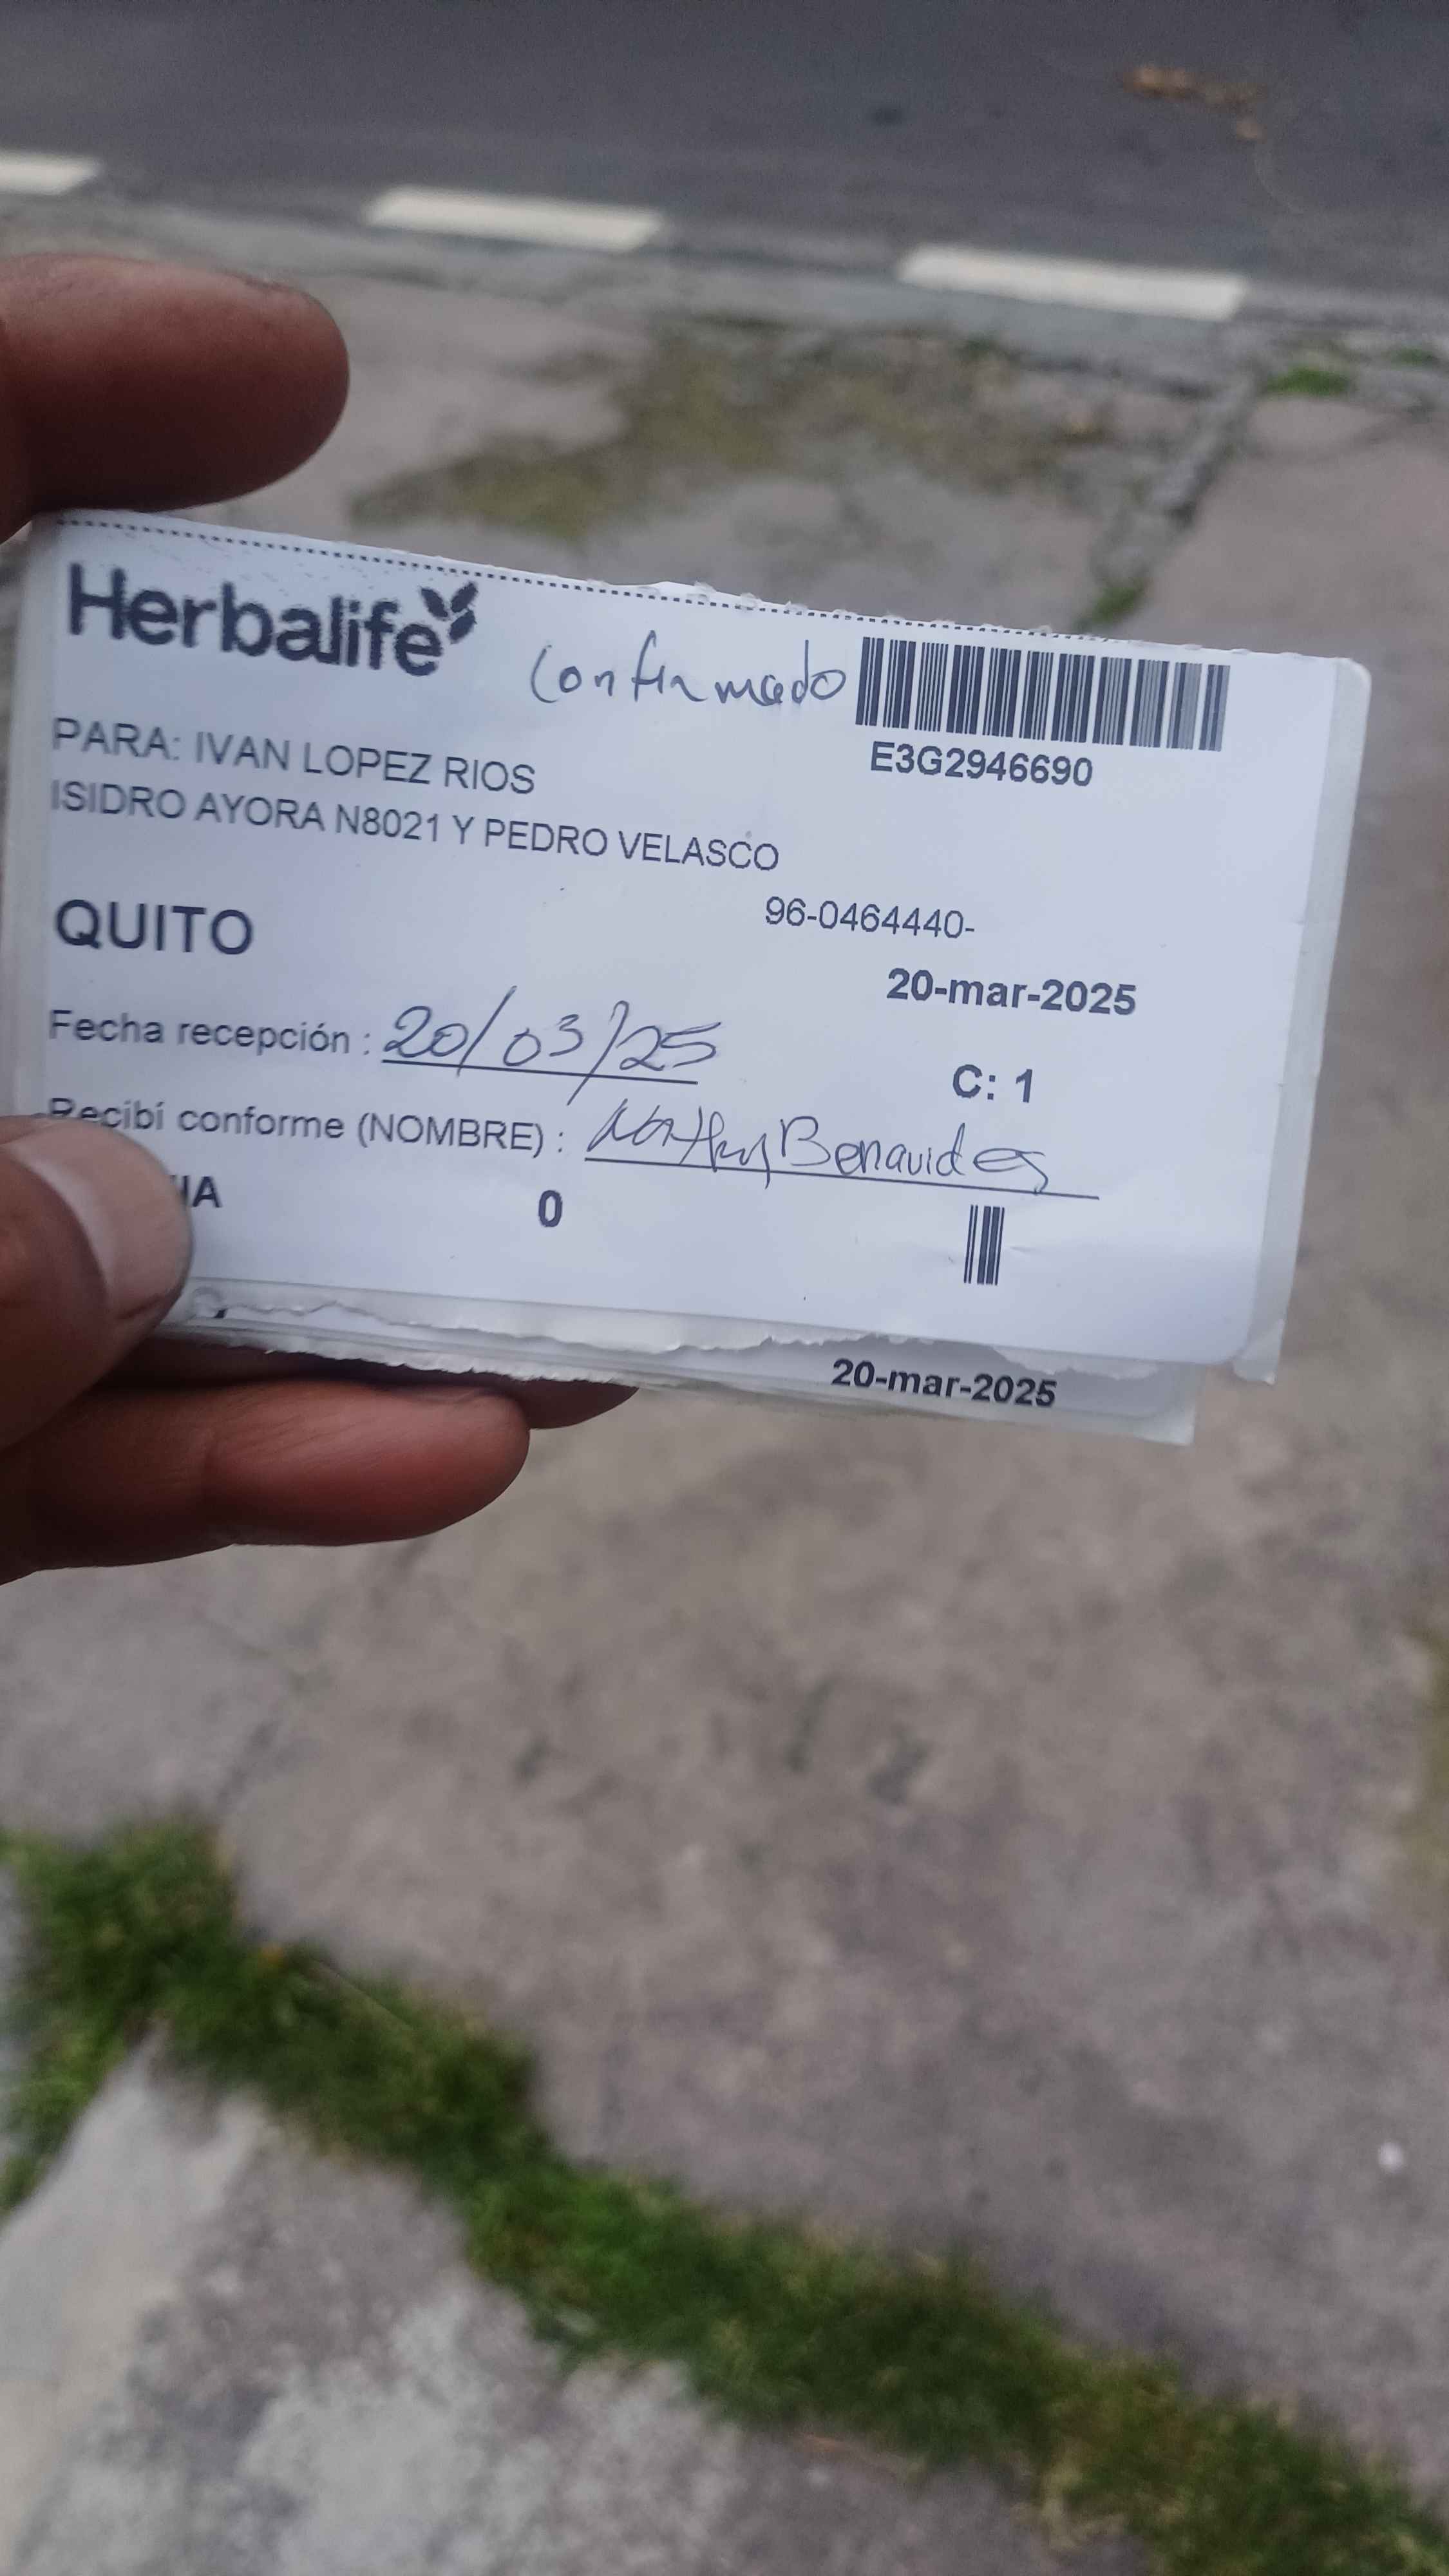 Herbalife
Confirmado
E3G2946690
PARA: IVAN LOPEZ RIOS
ISIDRO AYORA N8021 Y PEDRO VELASCO
96-0464440-
QUITO
20-mar-2025
Fecha recepción : 20/03/25
C: 1
Recibí conforme (NOMBRE) : Benavides
0
20-mar-2025